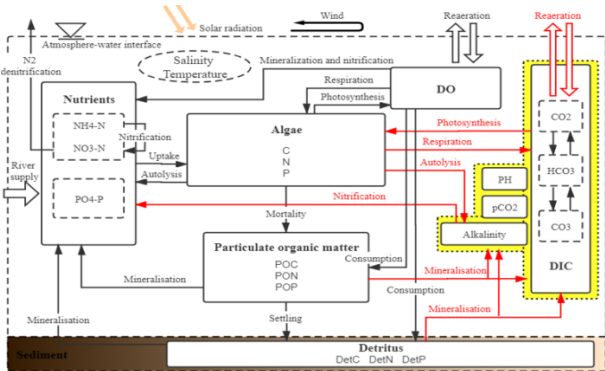 Solar radiation
Wind
Reaeration
Reaeration
Atmosphere-water interface
N2
denitrification
Salinity
Temperature
Mineralization and nitrification
Respiration
Photosynthesis
DO
Nutrients
NH4-N
Nitrification
NO3-N
PO4-P
River
supply
Uptake
Autolysis
Algae
C
N
P
Photosynthesis
Respiration
Autolysis
Nitrification
CO2
HCO3
CO3
DIC
PH
pCO2
Alkalinity
Mortality
Particulate organic matter
POC
PON
POP
Consumption
Mineralisation
Mineralisation
Consumption
Mineralisation
Mineralisation
Settling
Sediment
Detritus
DetC DetN DetP